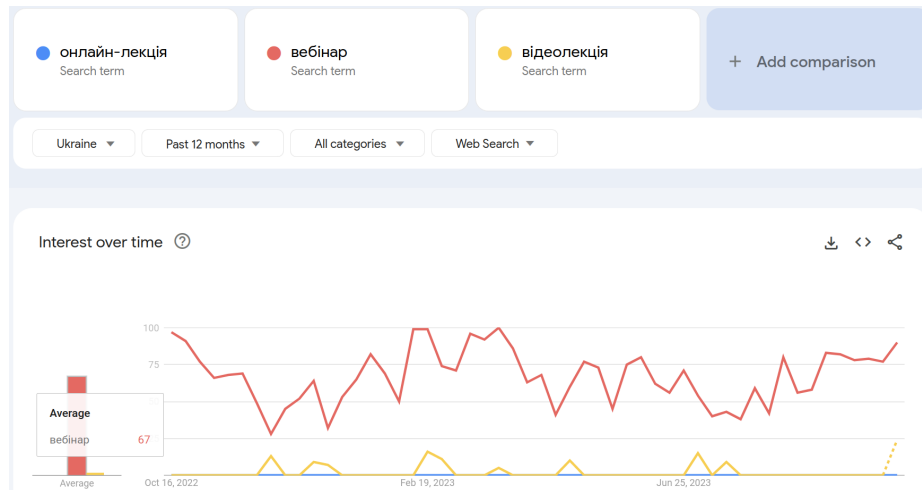 онлайн-лекція
Search term
вебінар
Search term
відеолекція
Search term
+ Add comparison
Ukraine
Past 12 months
All categories
Web Search
Interest over time
100
75
Average
вебінар 67
Average
Oct 16, 2022
Feb 19, 2023
Jun 25, 2023